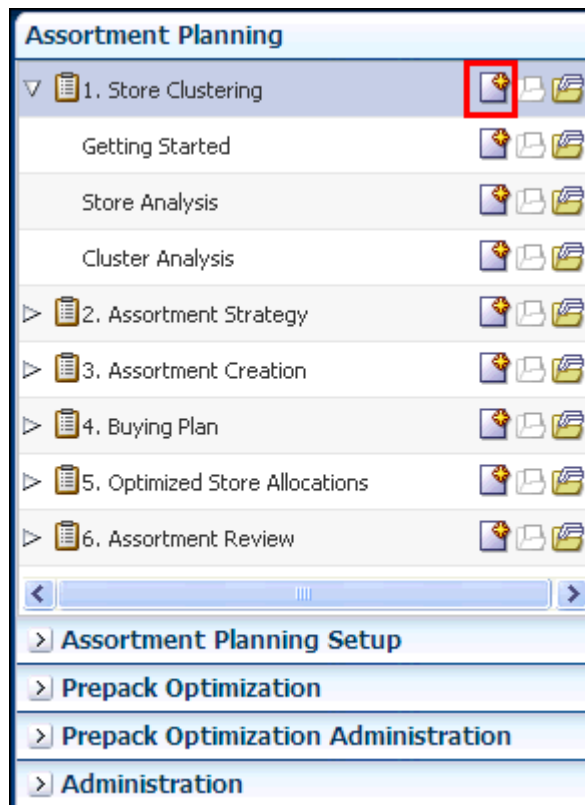 Assortment Planning
1. Store Clustering
Getting Started
Store Analysis
Cluster Analysis
2. Assortment Strategy
3. Assortment Creation
4. Buying Plan
5. Optimized Store Allocations
6. Assortment Review
Assortment Planning Setup
Prepack Optimization
Prepack Optimization Administration
Administration